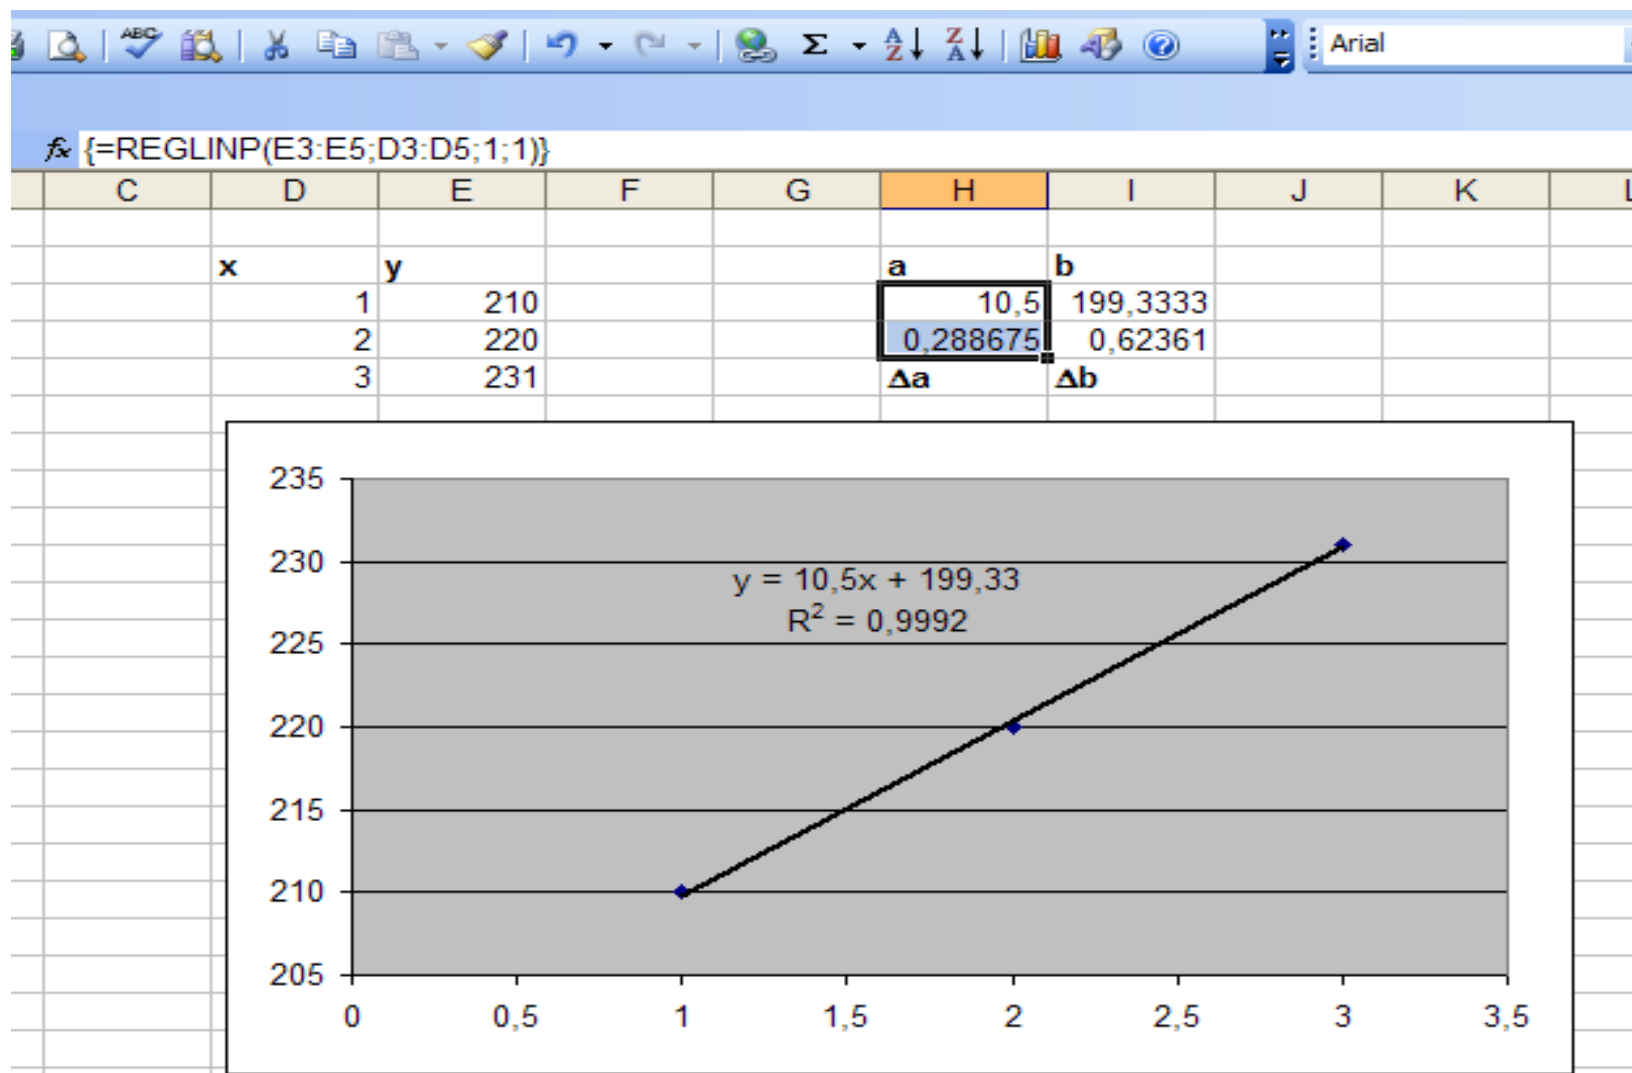 ABC Σ A Z Z A Arial
fx {=REGLINP(E3:E5;D3:D5;1;1)}
C D E F G H I J K L
x y a b
1 210 10,5 199,3333
2 220 0,288675 0,62361
3 231 Δa Δb
235
230
y = 10,5x + 199,33
R² = 0,9992
225
220
215
210
205
0 0,5 1 1,5 2 2,5 3 3,5